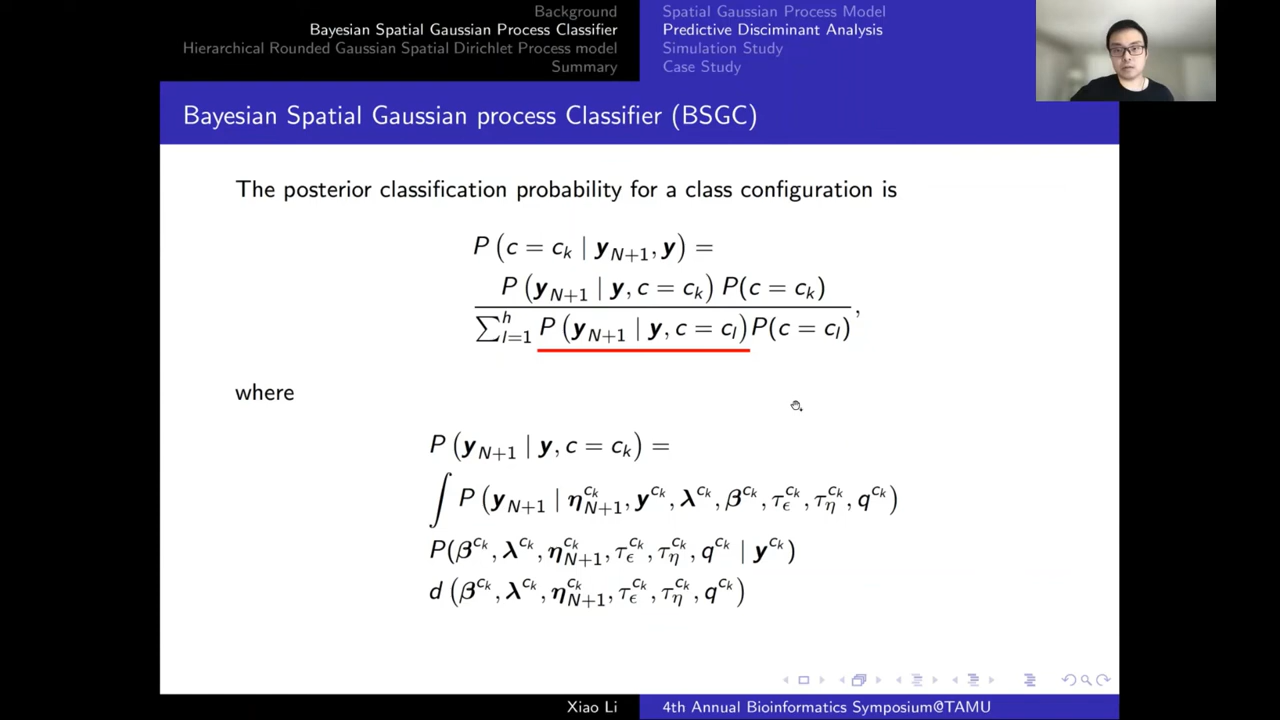 Background
Bayesian Spatial Gaussian Process Classifier
Hierarchical Rounded Gaussian Spatial Dirichlet Process model
Summary
Spatial Gaussian Process Model
Predictive Disciminant Analysis
Simulation Study
Case Study
Bayesian Spatial Gaussian process Classifier (BSGC)
The posterior classification probability for a class configuration is
P (c = c_k | y_{N+1}, y) =
P (y_{N+1} | y, c = c_k) P(c = c_k)
∑_{l=1}^{h} P (y_{N+1} | y, c = c_l) P(c = c_l) ,
where
P (y_{N+1} | y, c = c_k) =
∫ P (y_{N+1} | η_{N+1}^{c_k}, y^{c_k}, λ^{c_k}, β^{c_k}, τ_ϵ^{c_k}, τ_η^{c_k}, q^{c_k})
P(β^{c_k}, λ^{c_k}, η_{N+1}^{c_k}, τ_ϵ^{c_k}, τ_η^{c_k}, q^{c_k} | y^{c_k})
d (β^{c_k}, λ^{c_k}, η_{N+1}^{c_k}, τ_ϵ^{c_k}, τ_η^{c_k}, q^{c_k})
Xiao Li
4th Annual Bioinformatics Symposium@TAMU